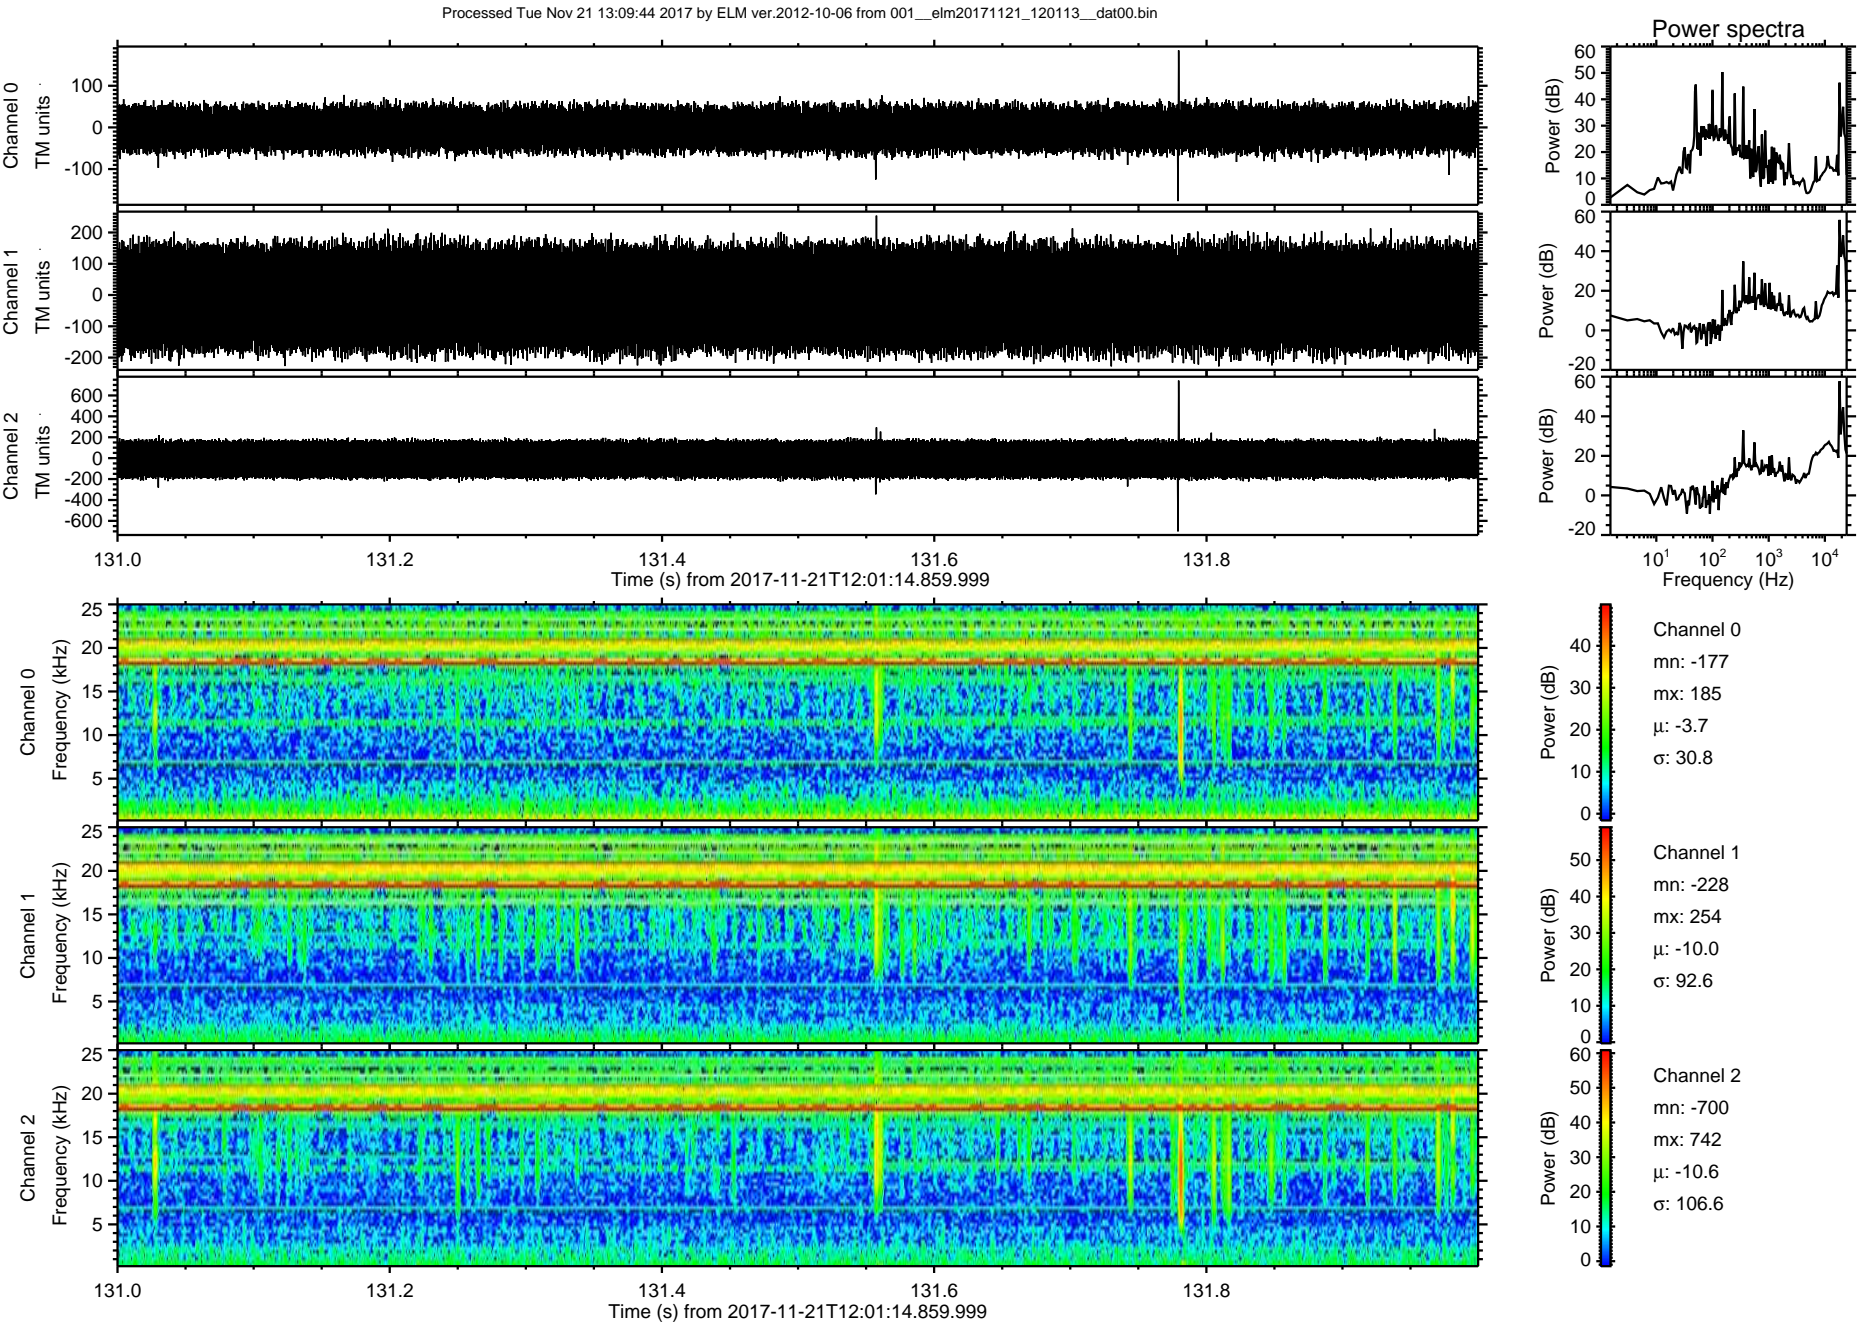 Processed Tue Nov 21 13:09:44 2017 by ELM ver.2012-10-06 from 001__elm20171121_120113__dat00.bin
Power spectra
Channel 0
TM units
100
0
-100
Power (dB)
60
50
40
30
20
10
0
Channel 1
TM units
200
100
0
-100
-200
Power (dB)
60
40
20
0
-20
Channel 2
TM units
600
400
200
0
-200
-400
-600
Power (dB)
60
40
20
0
-20
131.0 131.2 131.4 131.6 131.8
Time (s) from 2017-11-21T12:01:14.859.999
10^1 10^2 10^3 10^4
Frequency (Hz)
Channel 0
Frequency (kHz)
25
20
15
10
5
Power (dB)
40
30
20
10
0
Channel 0
mn: -177
mx: 185
μ: -3.7
σ: 30.8
Channel 1
Frequency (kHz)
25
20
15
10
5
Power (dB)
50
40
30
20
10
0
Channel 1
mn: -228
mx: 254
μ: -10.0
σ: 92.6
Channel 2
Frequency (kHz)
25
20
15
10
5
Power (dB)
60
50
40
30
20
10
0
Channel 2
mn: -700
mx: 742
μ: -10.6
σ: 106.6
131.0 131.2 131.4 131.6 131.8
Time (s) from 2017-11-21T12:01:14.859.999